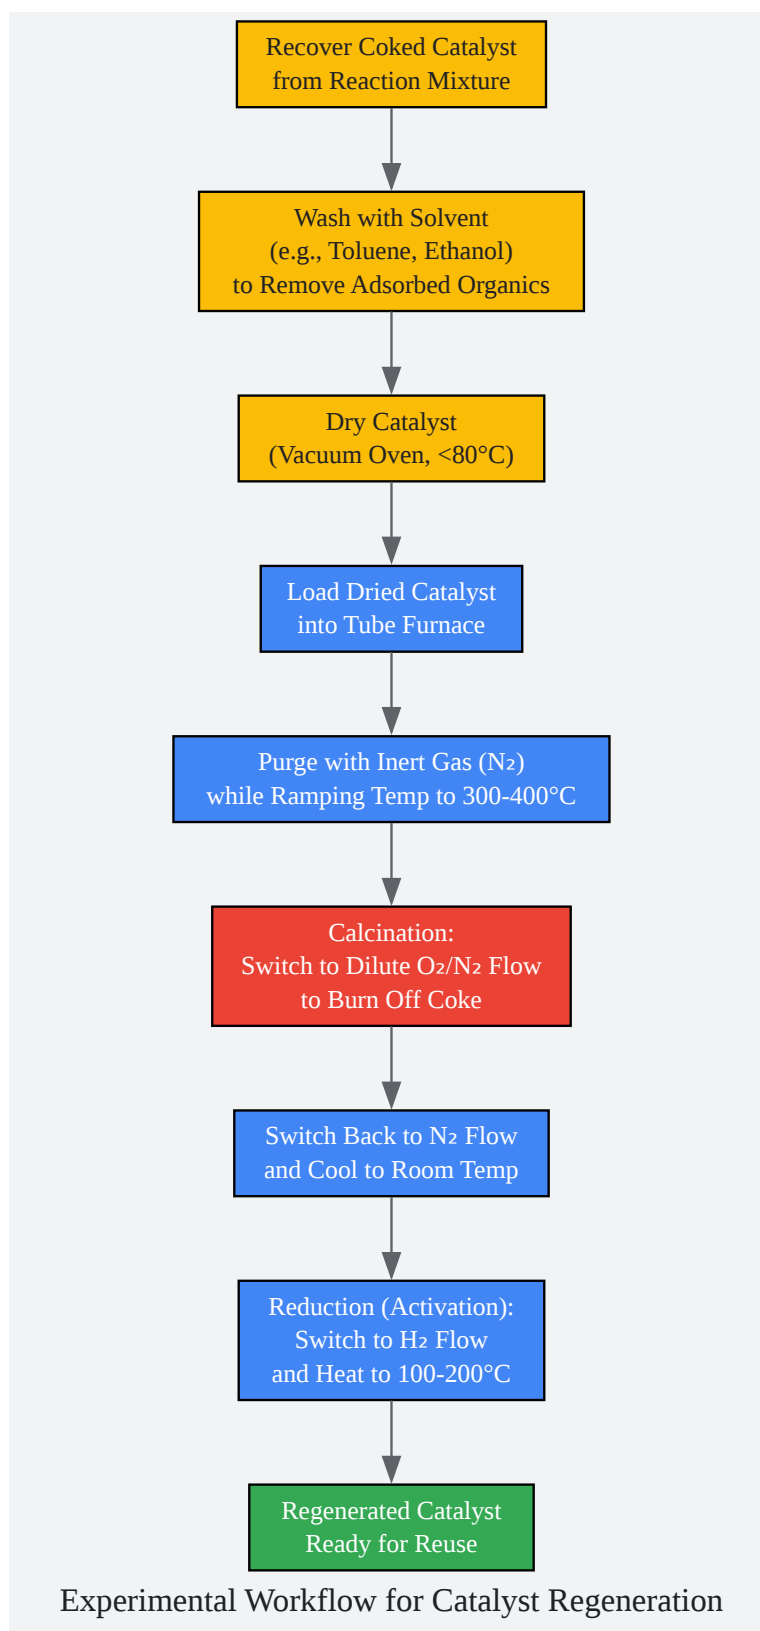 Recover Coked Catalyst
from Reaction Mixture
Wash with Solvent
(e.g., Toluene, Ethanol)
to Remove Adsorbed Organics
Dry Catalyst
(Vacuum Oven, <80°C)
Load Dried Catalyst
into Tube Furnace
Purge with Inert Gas (N₂)
while Ramping Temp to 300-400°C
Calcination:
Switch to Dilute O₂/N₂ Flow
to Burn Off Coke
Switch Back to N₂ Flow
and Cool to Room Temp
Reduction (Activation):
Switch to H₂ Flow
and Heat to 100-200°C
Regenerated Catalyst
Ready for Reuse
Experimental Workflow for Catalyst Regeneration